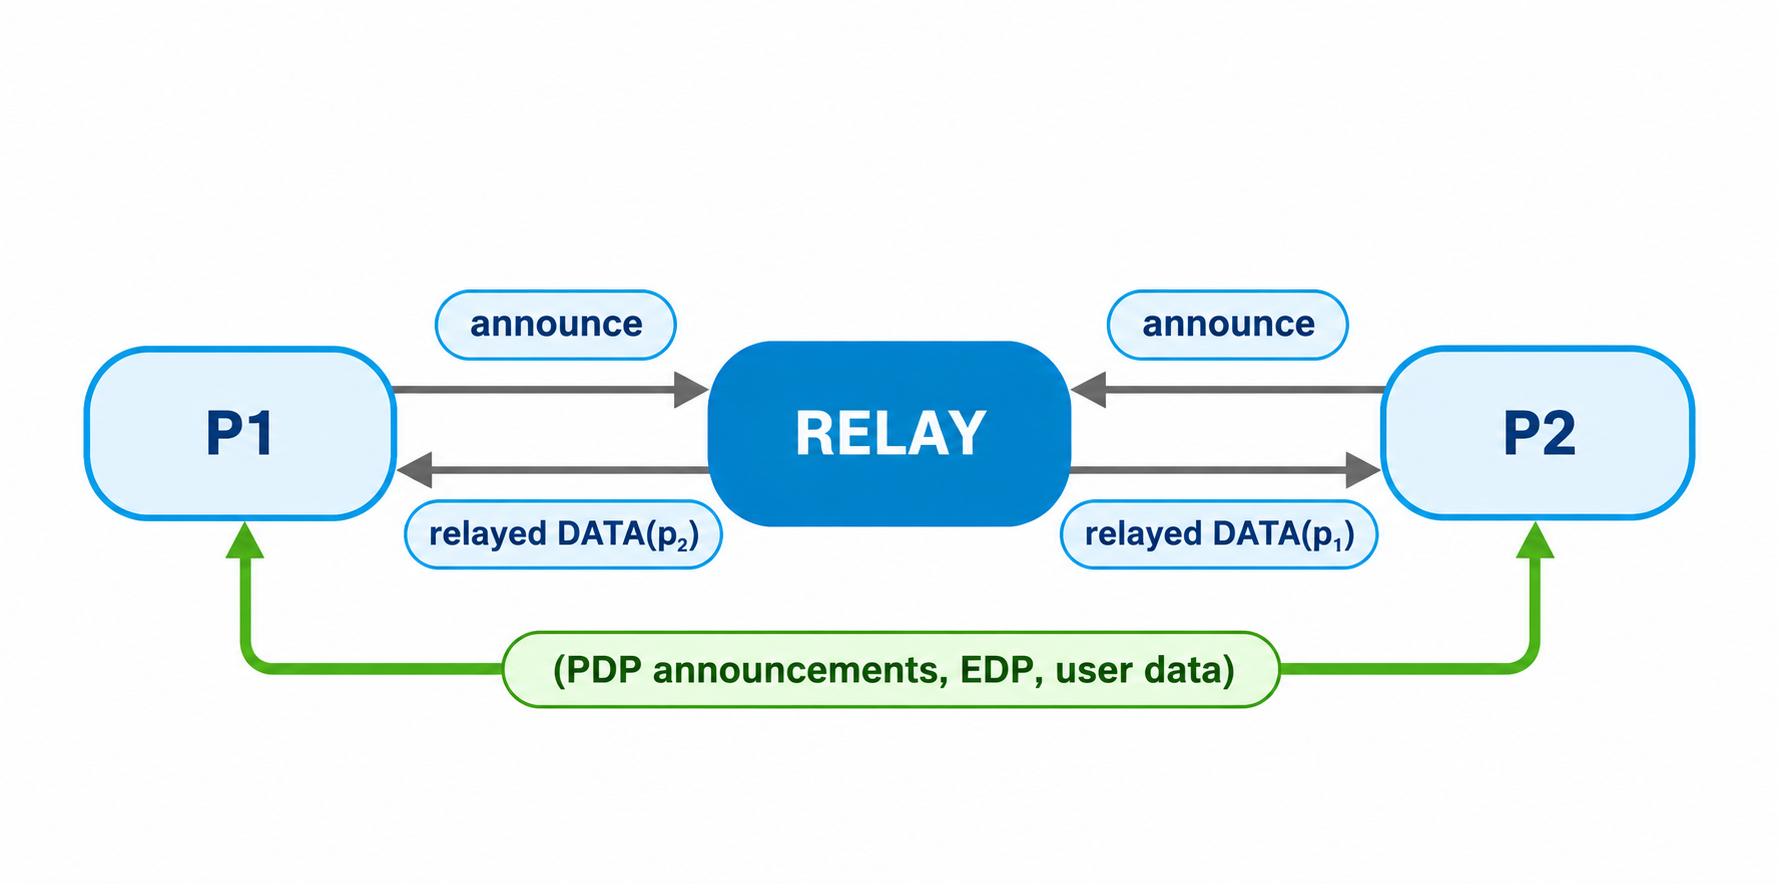 announce
announce
P1
RELAY
P2
relayed DATA(p₂)
relayed DATA(p₁)
(PDP announcements, EDP, user data)